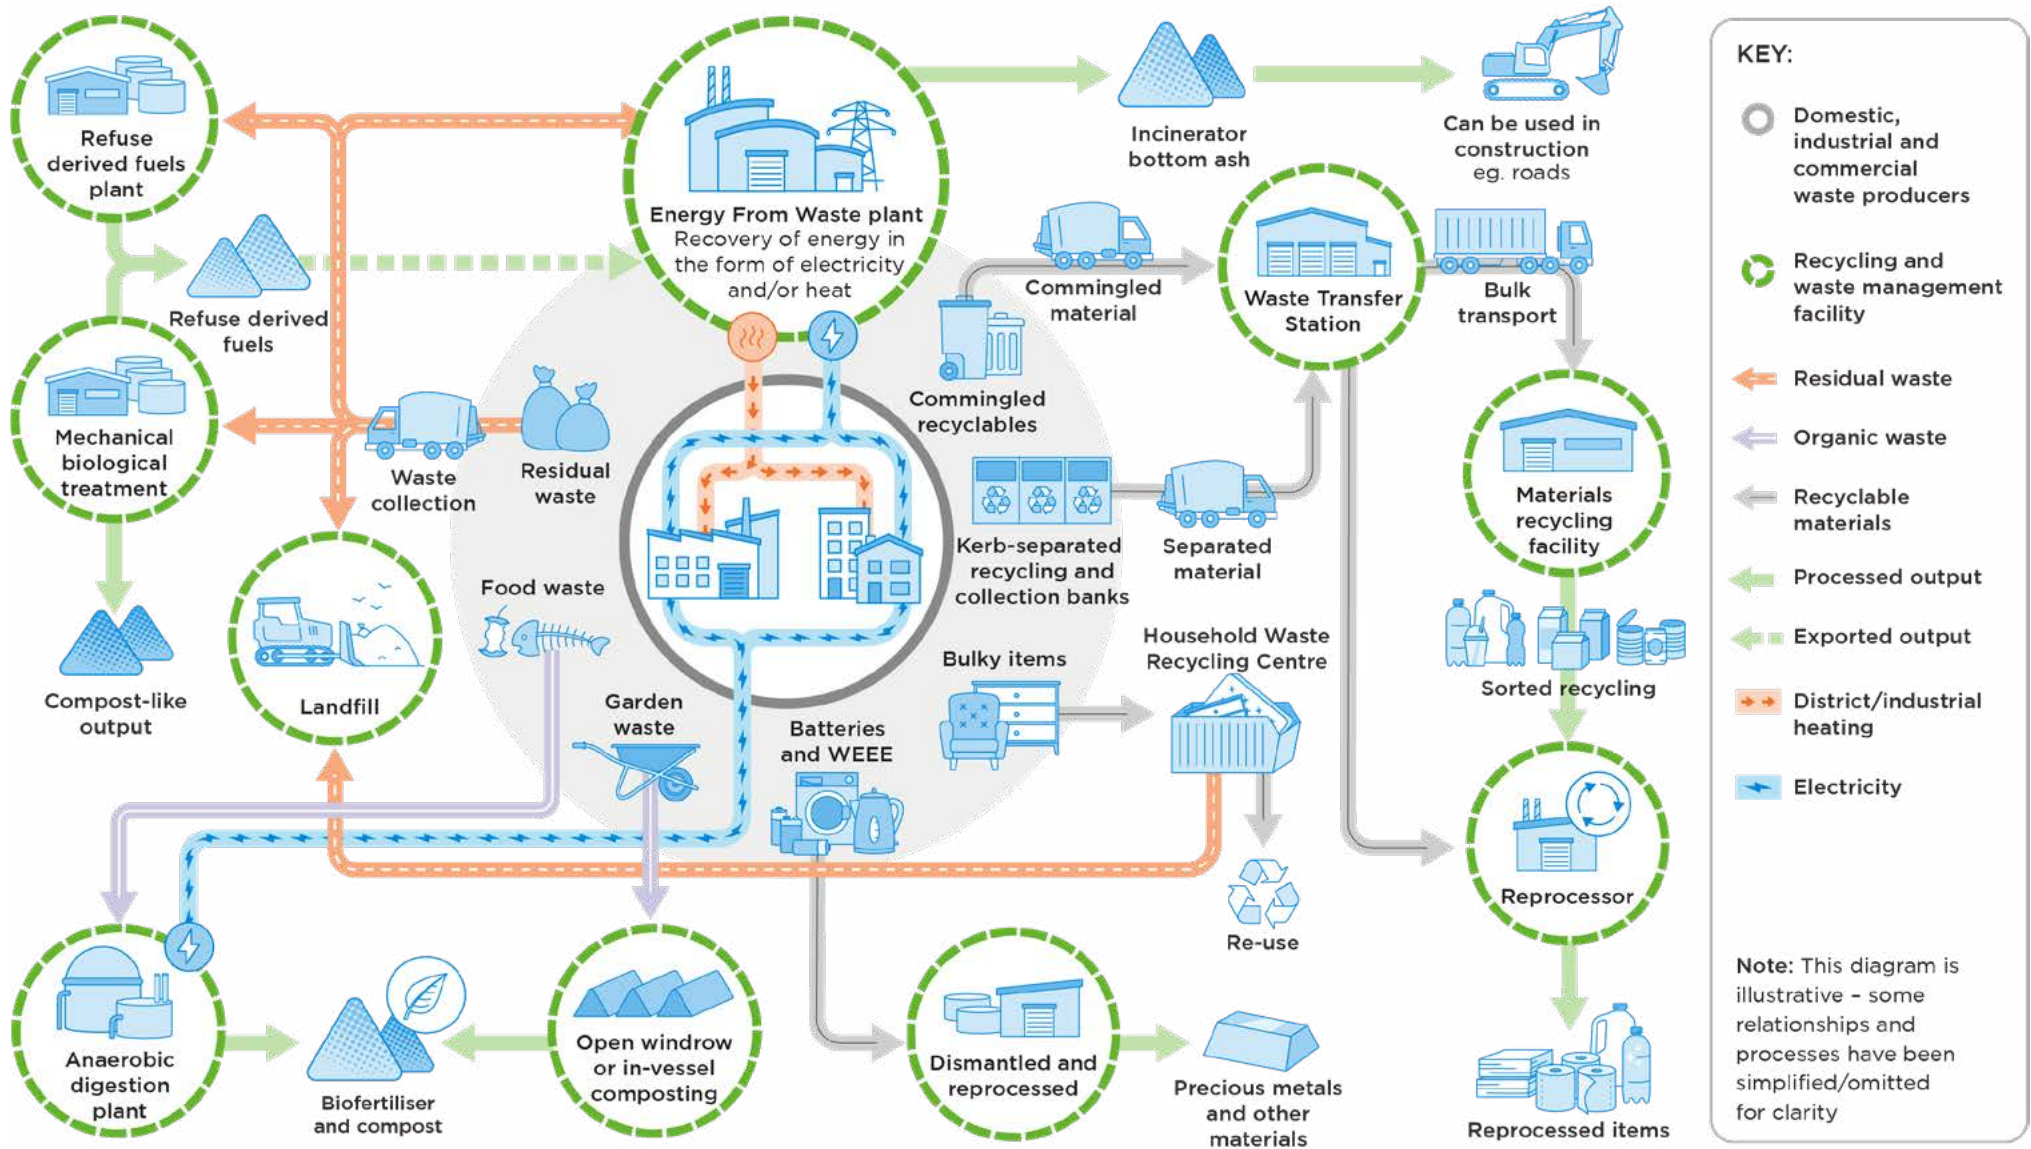 Refuse
derived fuels
plant
Refuse derived
fuels
Mechanical
biological
treatment
Compost-like
output
Waste
collection
Residual
waste
Landfill
Energy From Waste plant
Recovery of energy in
the form of electricity
and/or heat
Incinerator
bottom ash
Can be used in
construction
eg. roads
Commingled
material
Commingled
recyclables
Waste Transfer
Station
Bulk
transport
Kerb-separated
recycling and
collection banks
Separated
material
Materials
recycling
facility
Sorted recycling
Food waste
Garden
waste
Batteries
and WEEE
Bulky items
Household Waste
Recycling Centre
Re-use
Reprocessor
Reprocessed items
Anaerobic
digestion
plant
Biofertiliser
and compost
Open windrow
or in-vessel
composting
Dismantled and
reprocessed
Precious metals
and other
materials
KEY:
Domestic,
industrial and
commercial
waste producers
Recycling and
waste management
facility
Residual waste
Organic waste
Recyclable
materials
Processed output
Exported output
District/industrial
heating
Electricity
Note: This diagram is
illustrative – some
relationships and
processes have been
simplified/omitted
for clarity